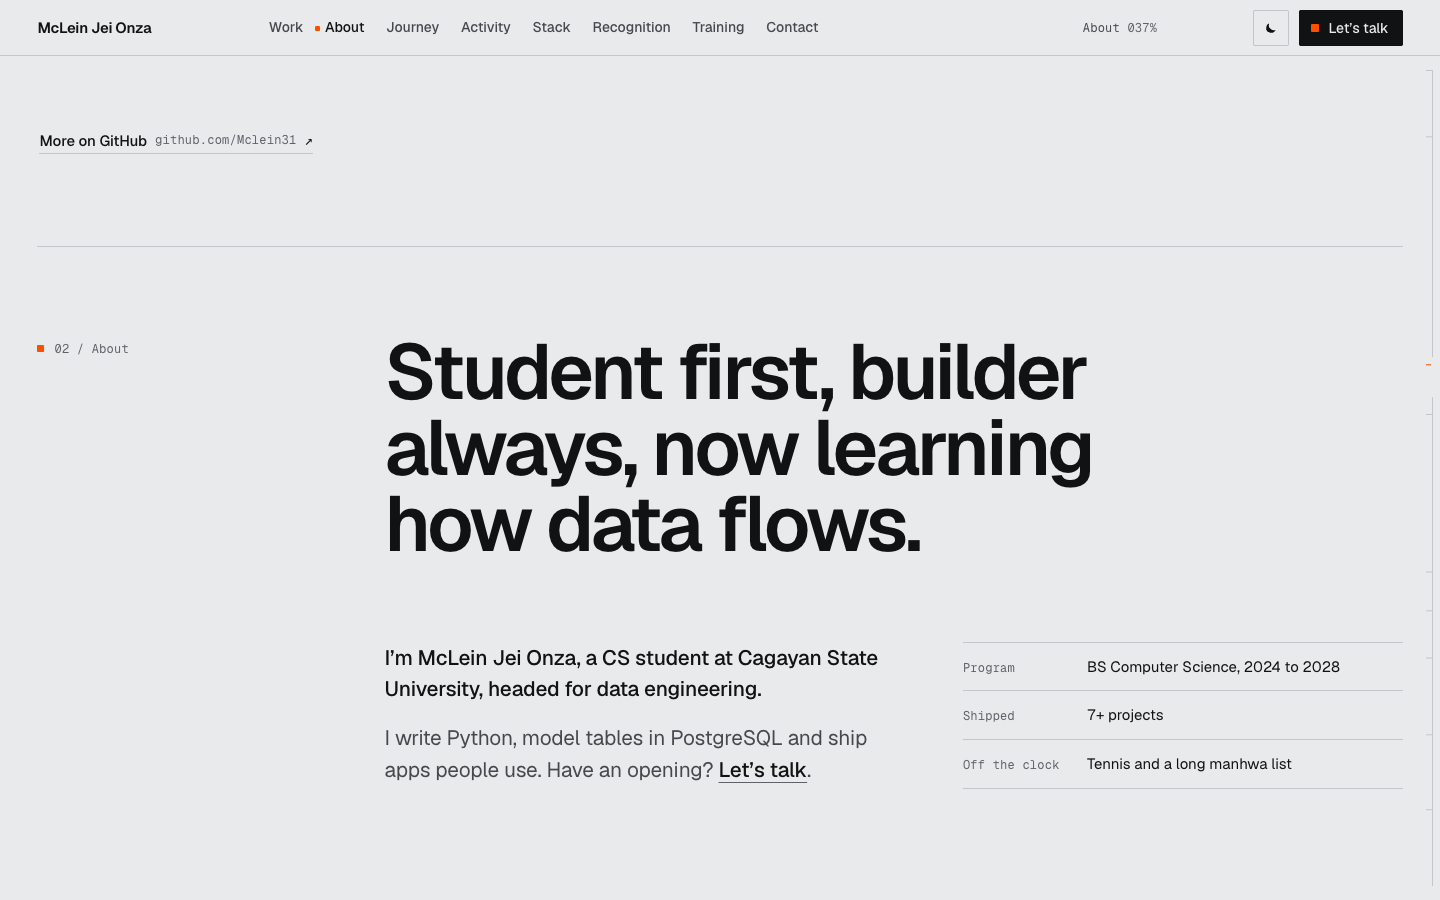 McLein Jei Onza
Work About Journey Activity Stack Recognition Training Contact
About 037%
Let’s talk
More on GitHub github.com/Mclein31 ↗
02 / About
Student first, builder
always, now learning
how data flows.
I’m McLein Jei Onza, a CS student at Cagayan State
University, headed for data engineering.
I write Python, model tables in PostgreSQL and ship
apps people use. Have an opening? Let’s talk.
Program BS Computer Science, 2024 to 2028
Shipped 7+ projects
Off the clock Tennis and a long manhwa list